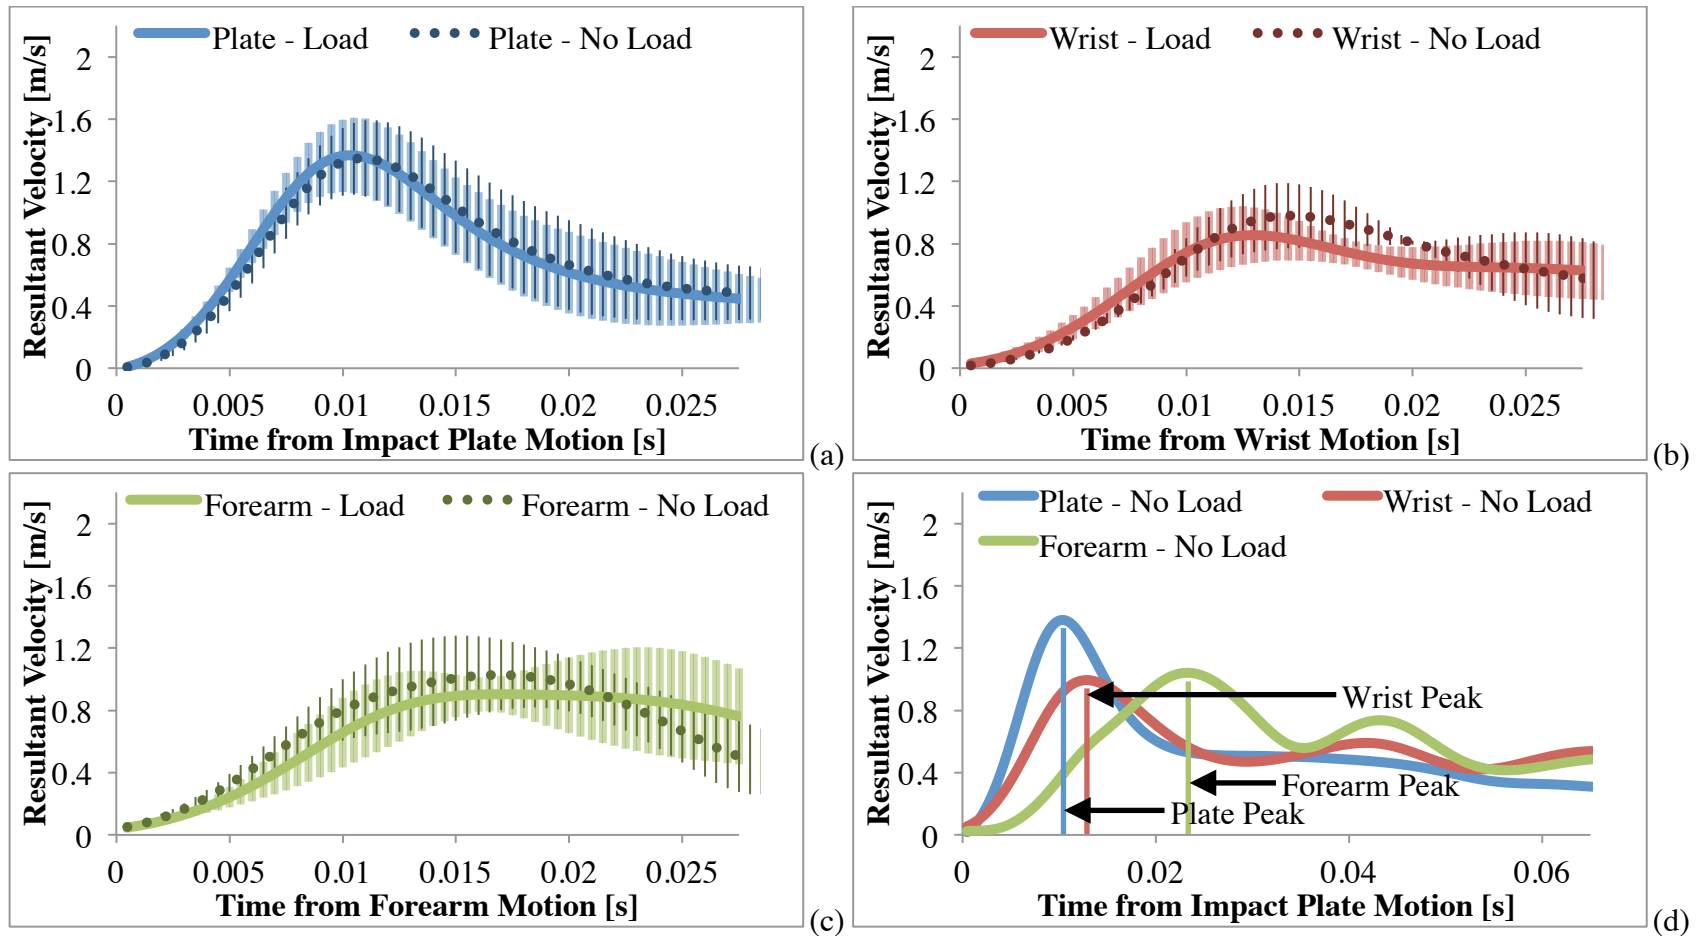 Plate - Load Plate - No Load
Resultant Velocity [m/s]
2
1.6
1.2
0.8
0.4
0
0 0.005 0.01 0.015 0.02 0.025
Time from Impact Plate Motion [s]
(a)
Wrist - Load Wrist - No Load
Resultant Velocity [m/s]
2
1.6
1.2
0.8
0.4
0
0 0.005 0.01 0.015 0.02 0.025
Time from Wrist Motion [s]
(b)
Forearm - Load Forearm - No Load
Resultant Velocity [m/s]
2
1.6
1.2
0.8
0.4
0
0 0.005 0.01 0.015 0.02 0.025
Time from Forearm Motion [s]
(c)
Plate - No Load Wrist - No Load
Forearm - No Load
Resultant Velocity [m/s]
2
1.6
1.2
0.8
0.4
0
Wrist Peak
Forearm Peak
Plate Peak
0 0.02 0.04 0.06
Time from Impact Plate Motion [s]
(d)